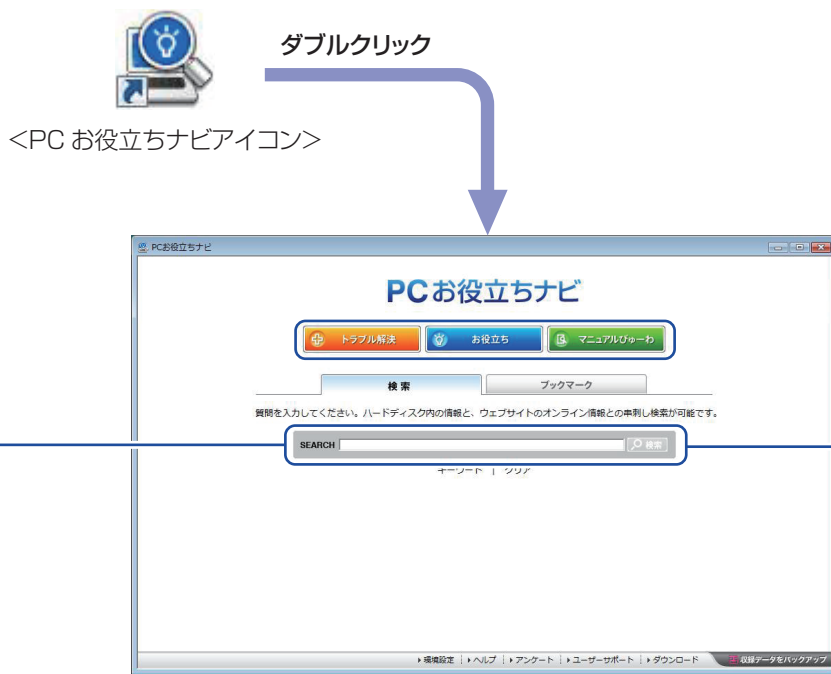 ダブルクリック
<PC お役立ちナビアイコン>
PCお役立ちナビ
PCお役立ちナビ
トラブル解決 お役立ち マニュアルびゅーわ
検索 ブックマーク
質問を入力してください。ハードディスク内の情報と、ウェブサイトのオンライン情報との串刺し検索が可能です。
SEARCH 検索
キーワード | クリア
環境設定 ヘルプ アンケート ユーザーサポート ダウンロード 収録データをバックアップ